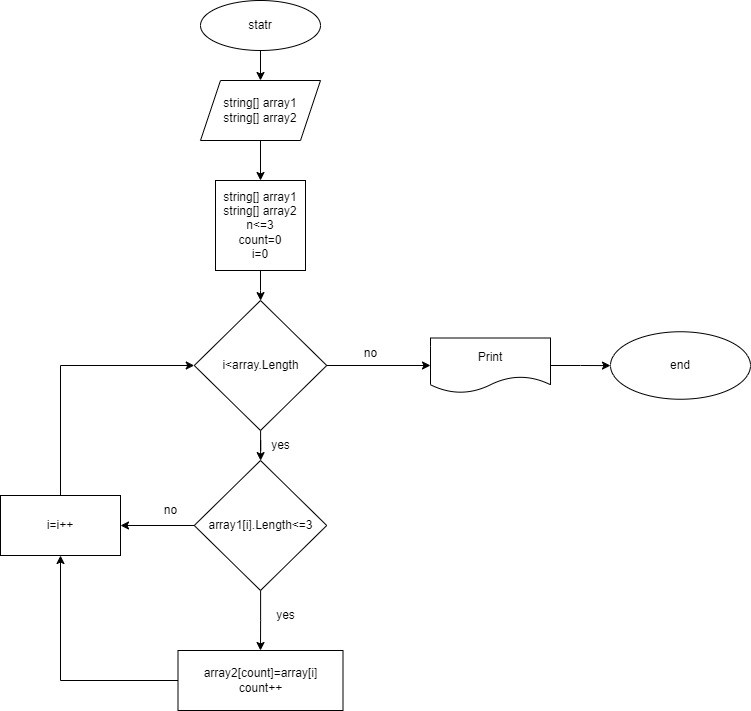 statr
string[] array1
string[] array2
string[] array1
string[] array2
n<=3
count=0
i=0
i<array.Length
no
Print
end
yes
array1[i].Length<=3
no
i=i++
yes
array2[count]=array[i]
count++